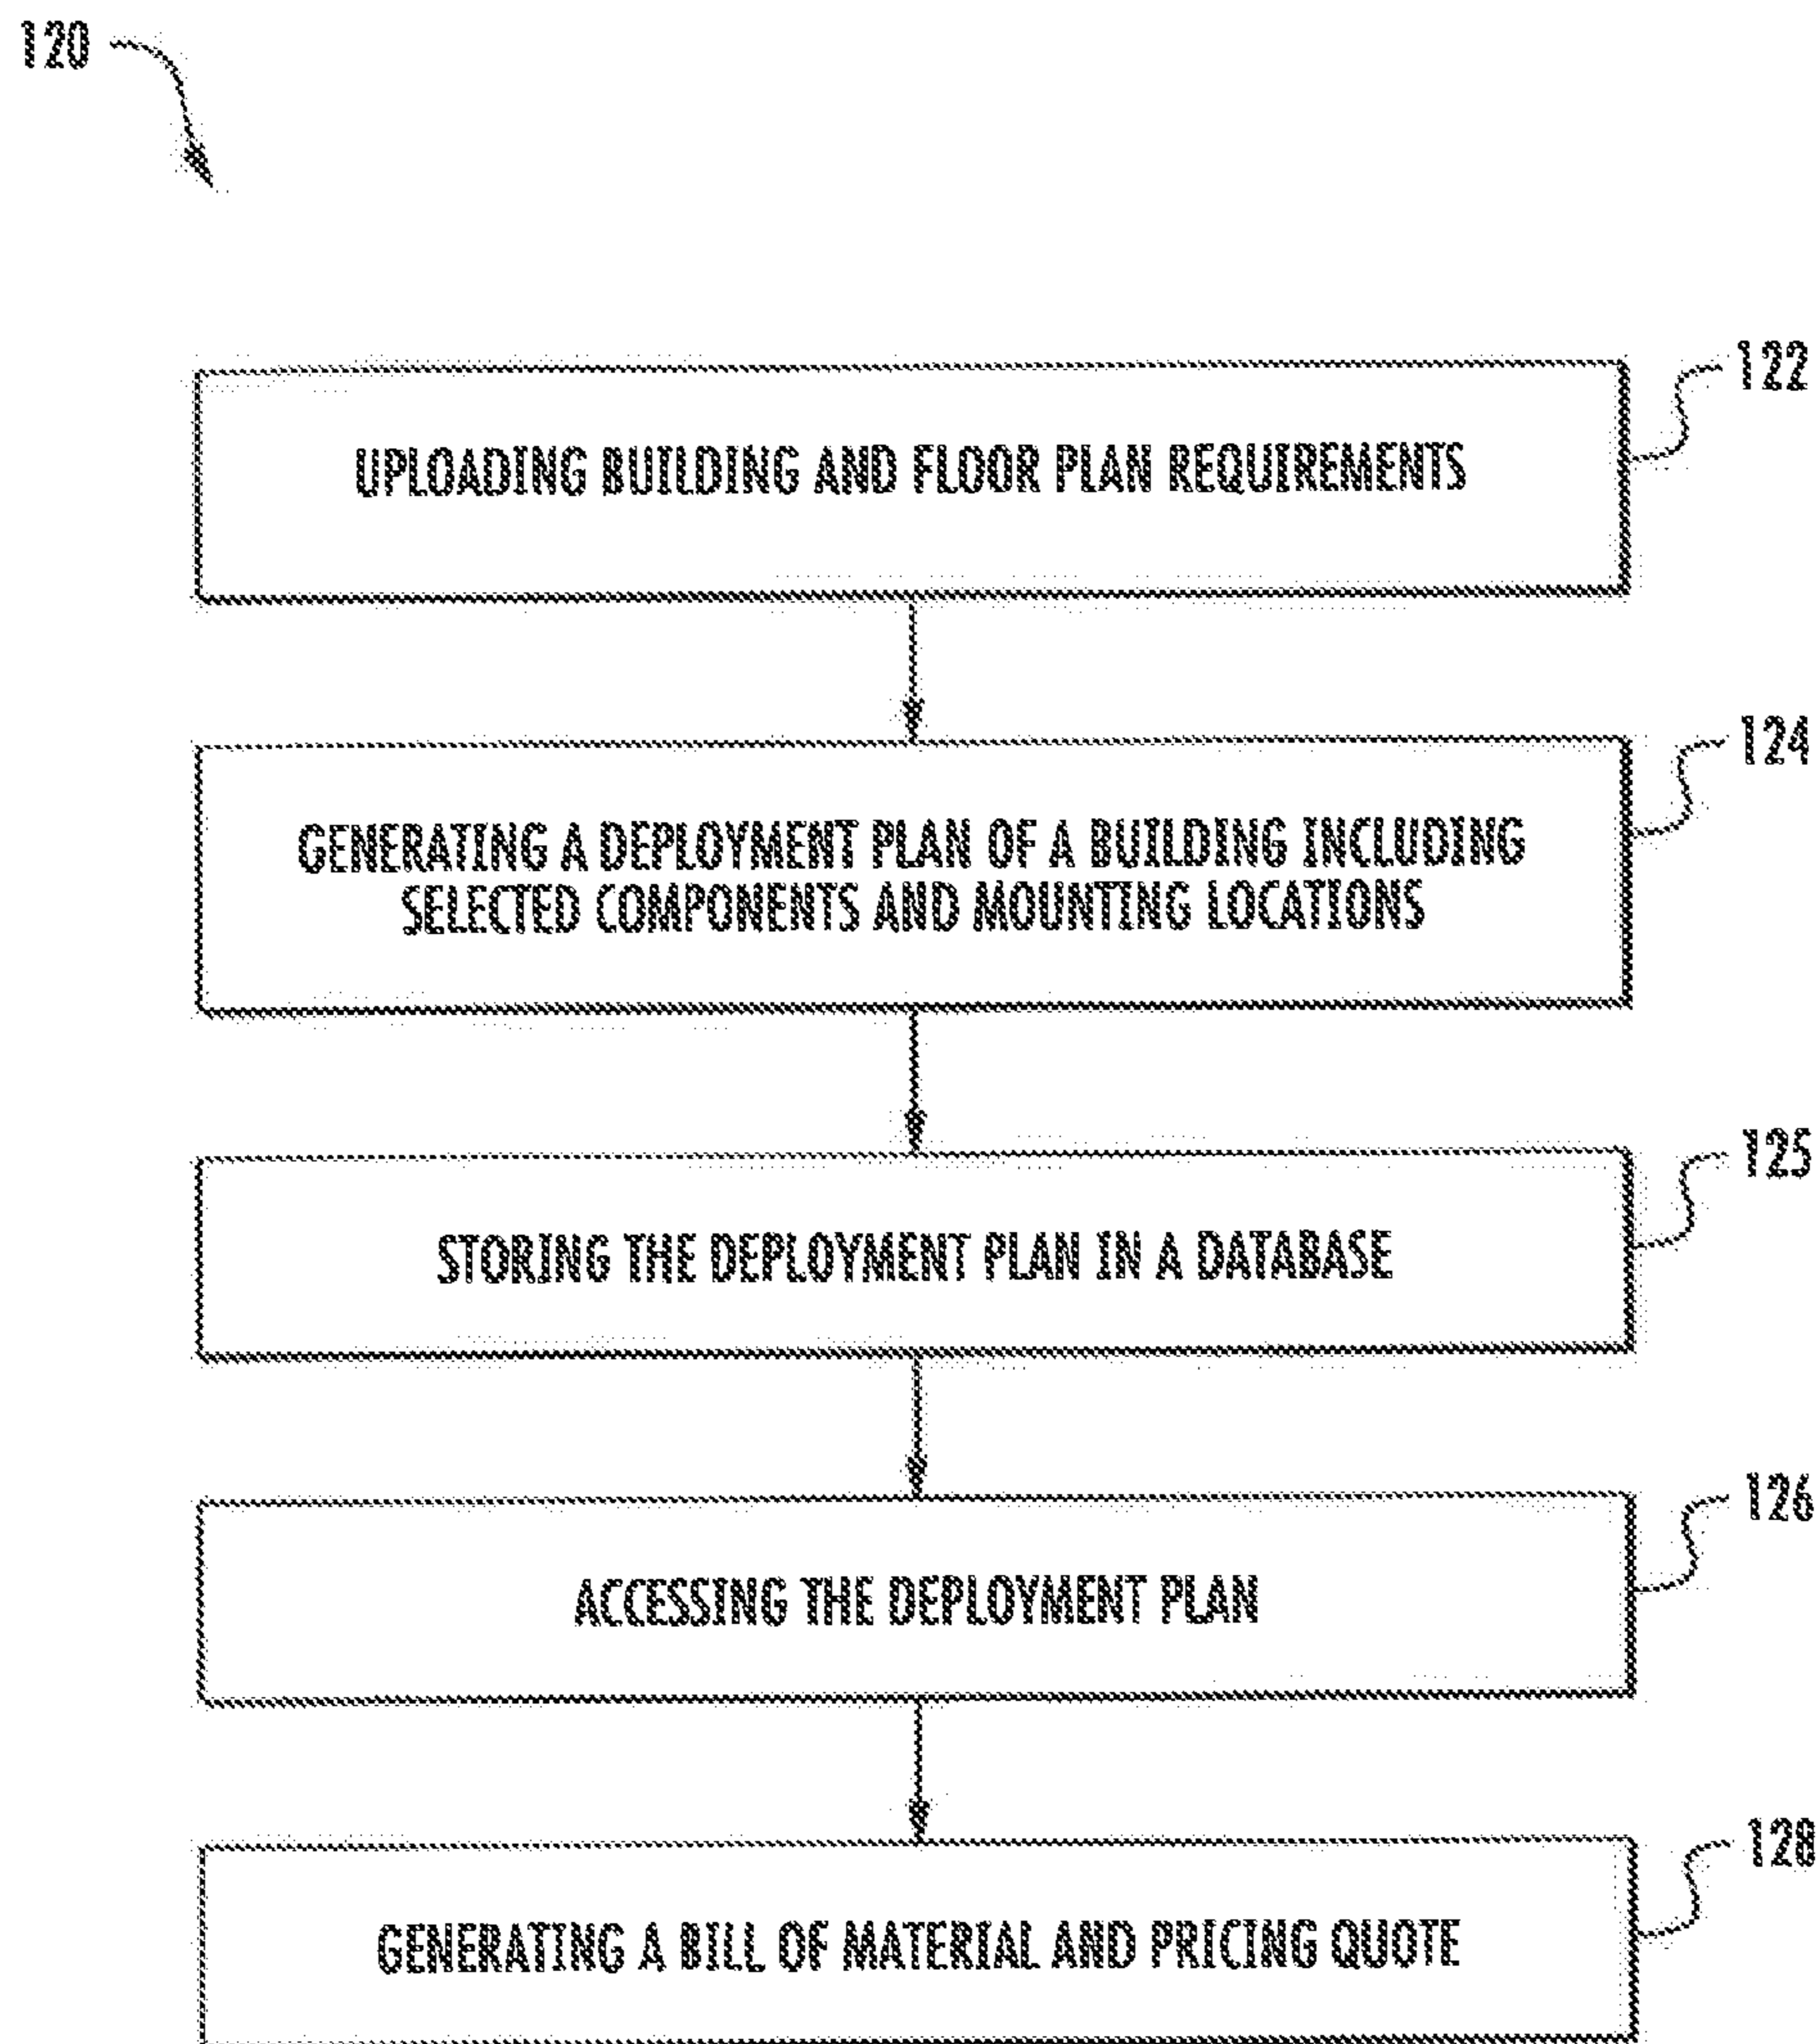 120
122
UPLOADING BUILDING AND FLOOR PLAN REQUIREMENTS
124
GENERATING A DEPLOYMENT PLAN OF A BUILDING INCLUDING
SELECTED COMPONENTS AND MOUNTING LOCATIONS
125
STORING THE DEPLOYMENT PLAN IN A DATABASE
126
ACCESSING THE DEPLOYMENT PLAN
128
GENERATING A BILL OF MATERIAL AND PRICING QUOTE